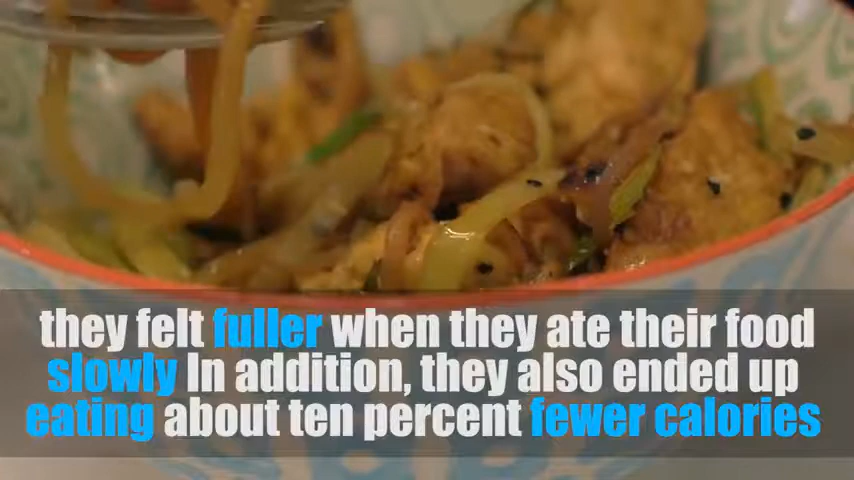 they felt fuller when they ate their food
slowly In addition, they also ended up
eating about ten percent fewer calories